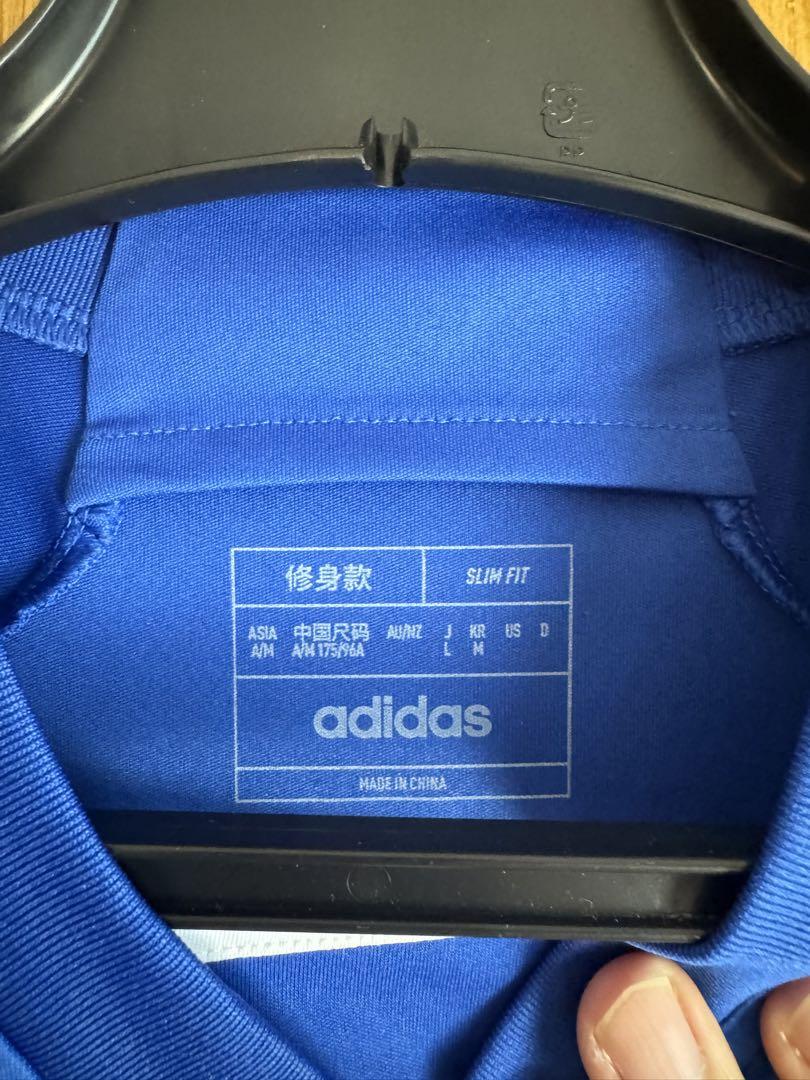 修身款 SLIM FIT
ASIA 中国尺码 AU/NZ J KR US D
A/M A/M 175/96A L M
adidas
MADE IN CHINA